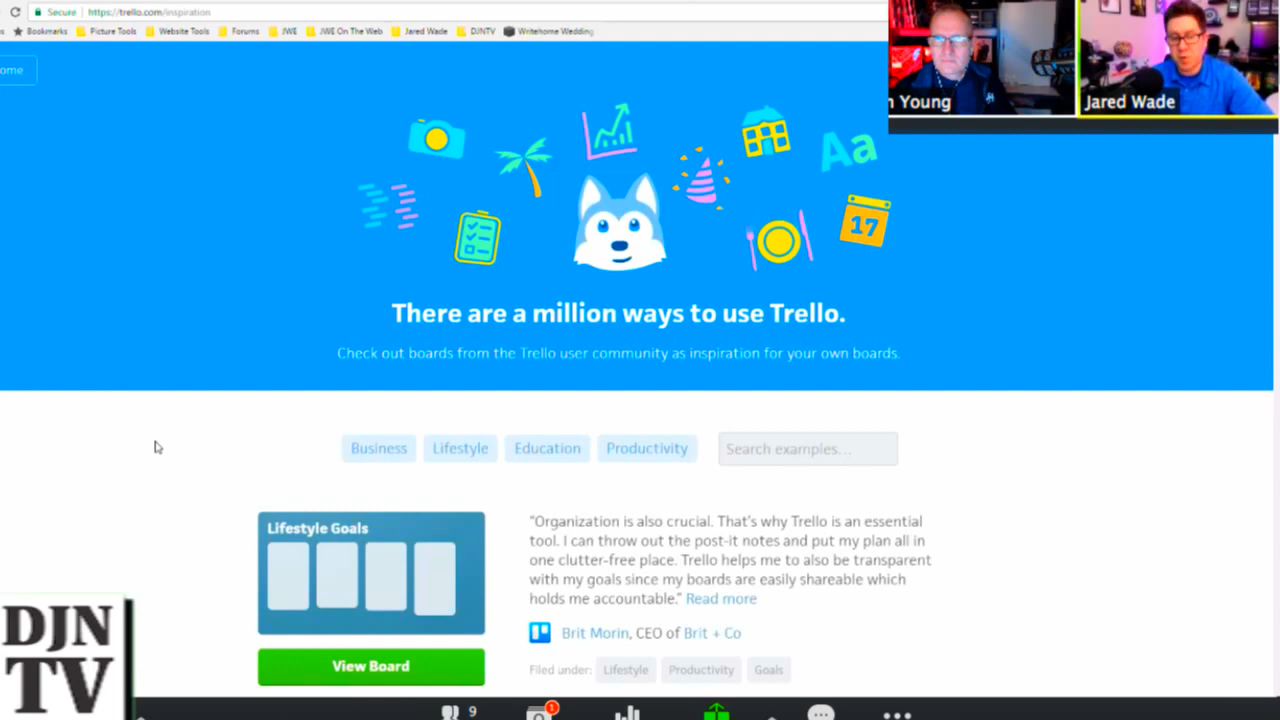 Secure https://trello.com/inspiration
s Bookmarks Picture Tools Website Tools Forums JWE JWE On The Web Jared Wade DJNTV Writehome Wedding
ome
n Young
Jared Wade
Aa
17
There are a million ways to use Trello.
Check out boards from the Trello user community as inspiration for your own boards.
Business Lifestyle Education Productivity Search examples...
Lifestyle Goals
View Board
“Organization is also crucial. That’s why Trello is an essential
tool. I can throw out the post-it notes and put my plan all in
one clutter-free place. Trello helps me to also be transparent
with my goals since my boards are easily shareable which
holds me accountable.” Read more
Brit Morin, CEO of Brit + Co
Filed under: Lifestyle Productivity Goals
DJN
TV
9
1